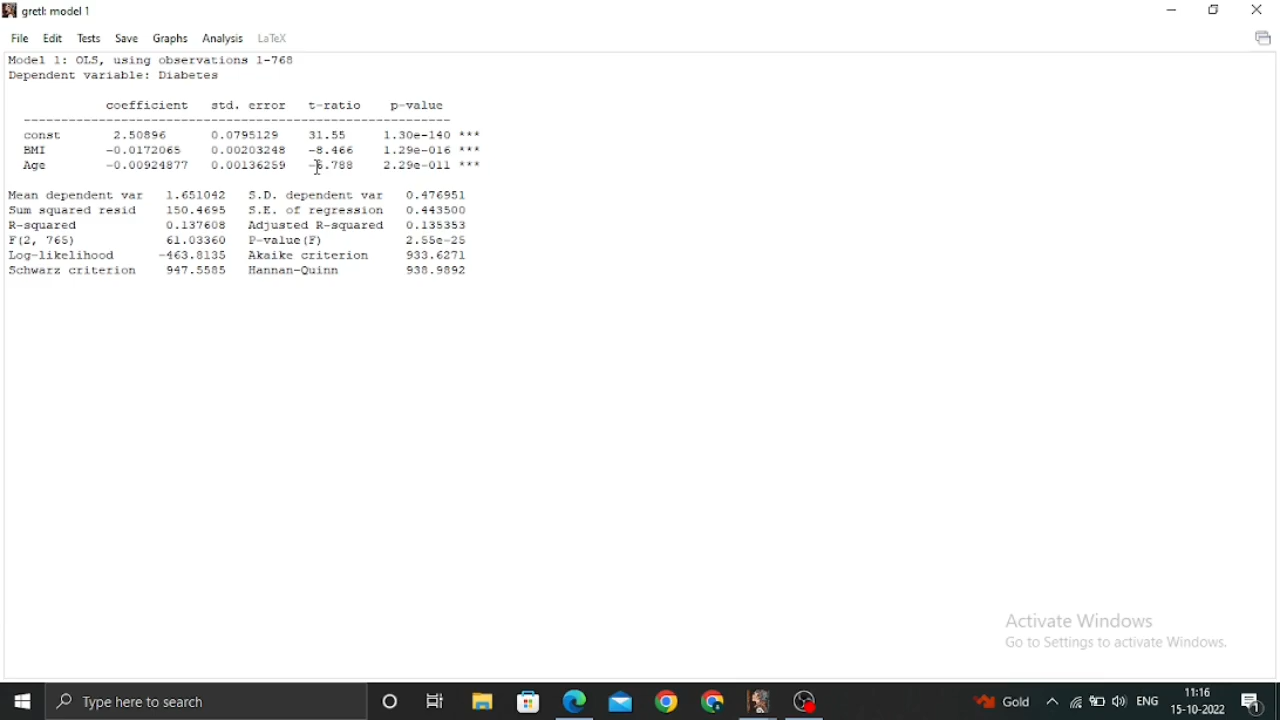 gretl: model 1
File Edit Tests Save Graphs Analysis LaTeX
Model 1: OLS, using observations 1-768
Dependent variable: Diabetes
coefficient std. error t-ratio p-value
---------------------------------------------------------
const 2.50896 0.0795129 31.55 1.30e-140 ***
BMI -0.0172065 0.00203248 -8.466 1.29e-016 ***
Age -0.00924877 0.00136259 -6.788 2.29e-011 ***
Mean dependent var 1.651042 S.D. dependent var 0.476951
Sum squared resid 150.4695 S.E. of regression 0.443500
R-squared 0.137608 Adjusted R-squared 0.135353
F(2, 765) 61.03360 P-value(F) 2.55e-25
Log-likelihood -463.8135 Akaike criterion 933.6271
Schwarz criterion 947.5585 Hannan-Quinn 938.9892
Activate Windows
Go to Settings to activate Windows.
Type here to search Gold ENG 11:16
15-10-2022 1